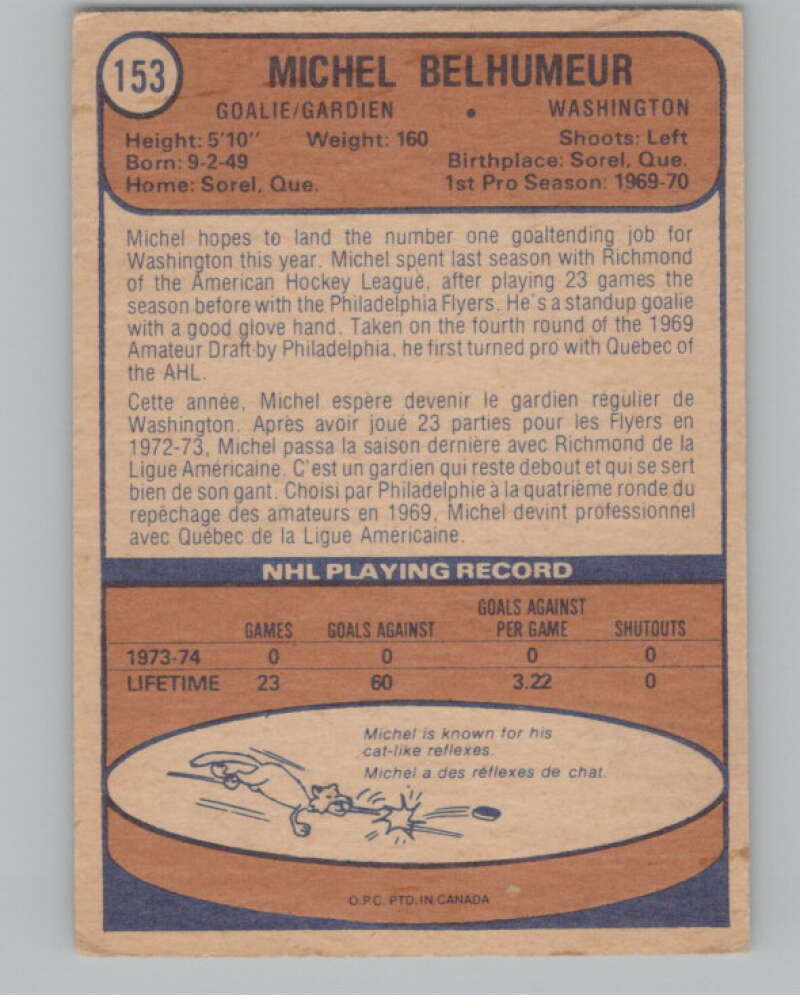 153
MICHEL BELHUMEUR
GOALIE/GARDIEN • WASHINGTON
Height: 5'10" Weight: 160 Shoots: Left
Born: 9-2-49 Birthplace: Sorel, Que.
Home: Sorel, Que. 1st Pro Season: 1969-70
Michel hopes to land the number one goaltending job for
Washington this year. Michel spent last season with Richmond
of the American Hockey League, after playing 23 games the
season before with the Philadelphia Flyers. He's a standup goalie
with a good glove hand. Taken on the fourth round of the 1969
Amateur Draft by Philadelphia, he first turned pro with Quebec of
the AHL.
Cette année, Michel espère devenir le gardien régulier de
Washington. Après avoir joué 23 parties pour les Flyers en
1972-73, Michel passa la saison dernière avec Richmond de la
Ligue Américaine. C'est un gardien qui reste debout et qui se sert
bien de son gant. Choisi par Philadelphie à la quatrième ronde du
repêchage des amateurs en 1969, Michel devint professionnel
avec Québec de la Ligue Américaine.
NHL PLAYING RECORD
GAMES GOALS AGAINST GOALS AGAINST PER GAME SHUTOUTS
1973-74 0 0 0 0
LIFETIME 23 60 3.22 0
Michel is known for his
cat-like reflexes.
Michel a des réflexes de chat.
O.P.C. PTD. IN CANADA